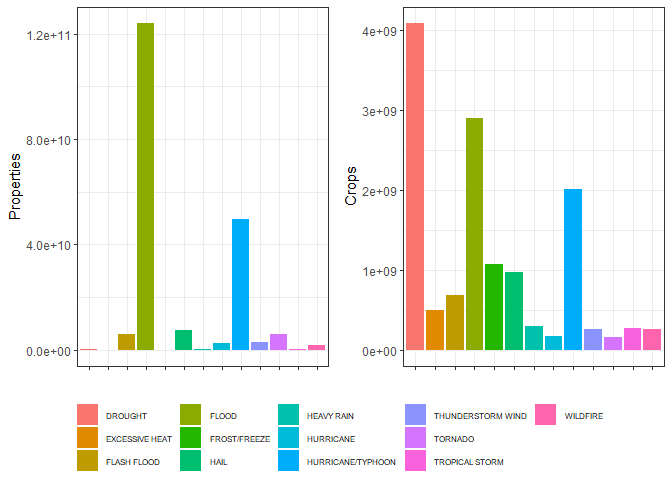 Properties
1.2e+11
8.0e+10
4.0e+10
0.0e+00
Crops
4e+09
3e+09
2e+09
1e+09
0e+00
DROUGHT FLOOD HEAVY RAIN THUNDERSTORM WIND WILDFIRE
EXCESSIVE HEAT FROST/FREEZE HURRICANE TORNADO
FLASH FLOOD HAIL HURRICANE/TYPHOON TROPICAL STORM